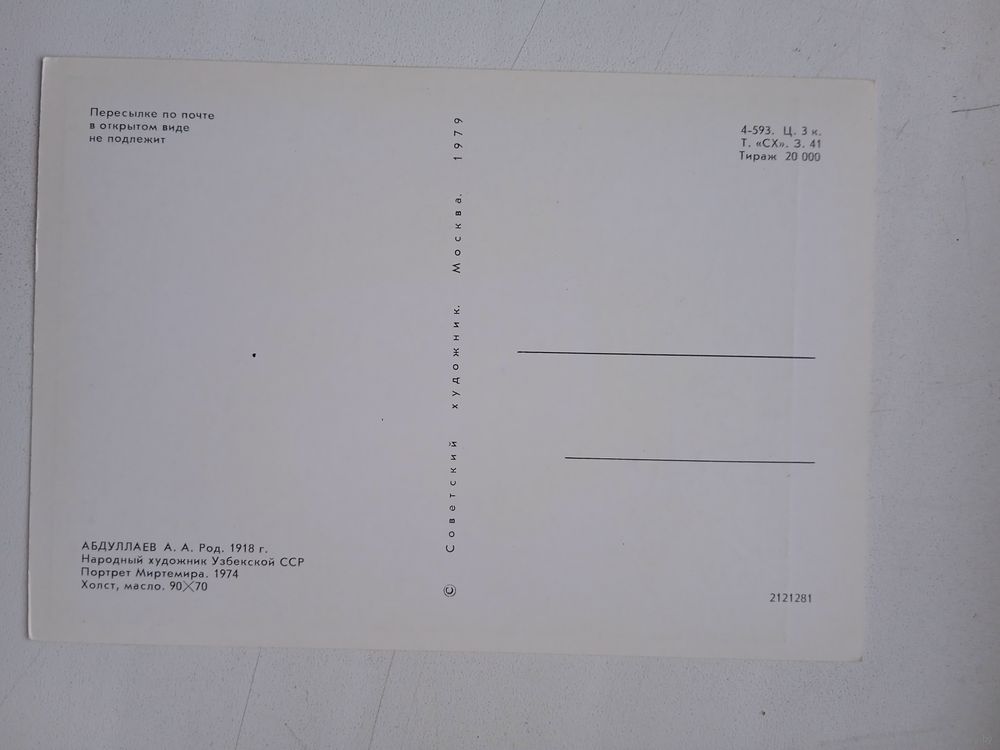 Пересылке по почте
в открытом виде
не подлежит
4-593. Ц. 3 к.
Т. «СХ». З. 41
Тираж 20 000
© Советский художник. Москва. 1979
АБДУЛЛАЕВ А. А. Род. 1918 г.
Народный художник Узбекской ССР
Портрет Миртемира. 1974
Холст, масло. 90×70
2121281